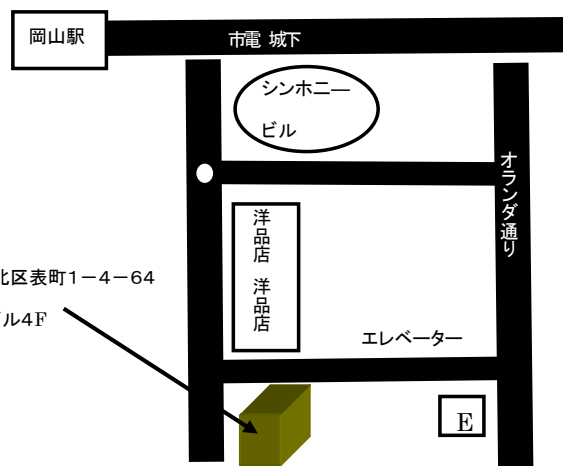 岡山駅
市電 城下
シンホニー
ビル
オランダ通り
洋品店 洋品店
北区表町1-4-64
ル4F
エレベーター
E